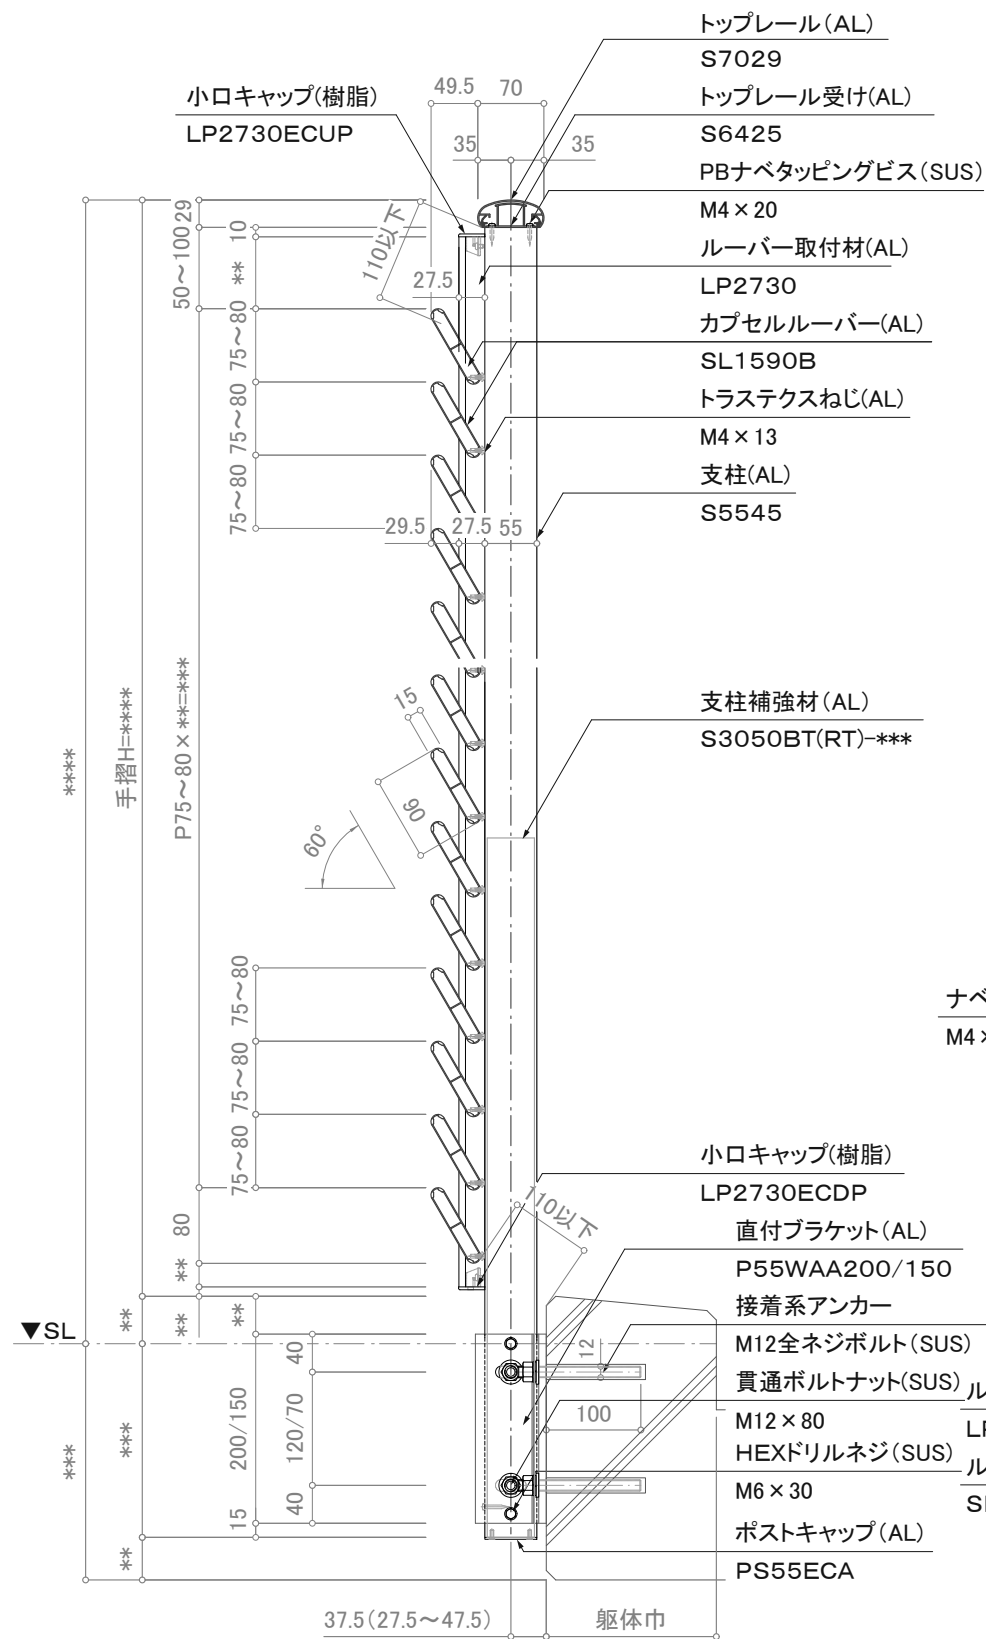 トップレール(AL)
S7029
49.5
70
トップレール受け(AL)
小口キャップ(樹脂)
S6425
LP2730ECUP
35
35
PBナベタッピングビス(SUS)
M4×20
29
50～100
10
**
110以下
ルーバー取付材(AL)
27.5
LP2730
カプセルルーバー(AL)
75～80
SL1590B
75～80
トラステクスねじ(AL)
M4×13
75～80
支柱(AL)
S5545
29.5
27.5
55
15
支柱補強材(AL)
S3050BT(RT)-***
****
手摺H=****
P75～80×**=****
90
60°
75～80
75～80
75～80
ナベ
M4×
小口キャップ(樹脂)
LP2730ECDP
80
110以下
直付ブラケット(AL)
**
P55WAA200/150
接着系アンカー
▼SL
**
**
**
40
12
M12全ネジボルト(SUS)
貫通ボルトナット(SUS)
ル
***
***
200/150
120/70
100
M12×80
LP
HEXドリルネジ(SUS)
ル
40
M6×30
SL
15
ポストキャップ(AL)
**
PS55ECA
37.5(27.5～47.5)
躯体巾